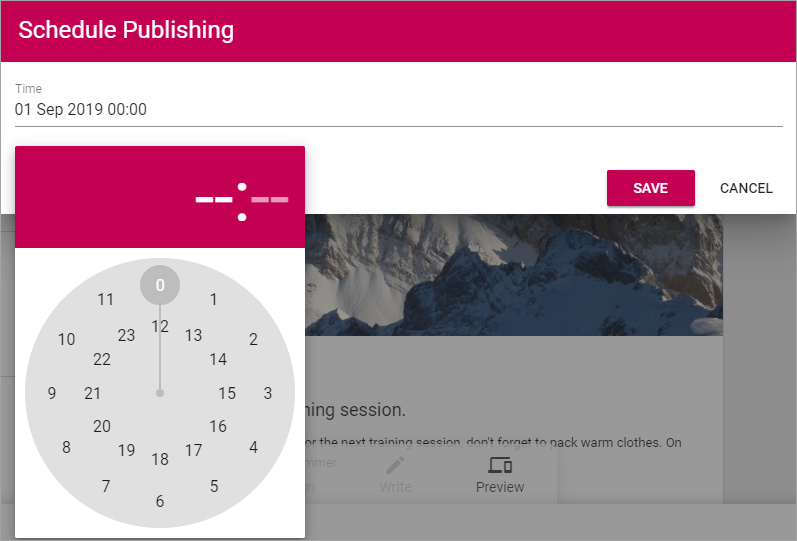 Schedule Publishing
Time
01 Sep 2019 00:00
--:--
SAVE CANCEL
0
11 1
12
23 13
10 2
22 14
9 21 15 3
20 16
8 4
19 17
18
7 5
6
ning session.
or the next training session, don't forget to pack warm clothes. On
mmer.
gn Write Preview